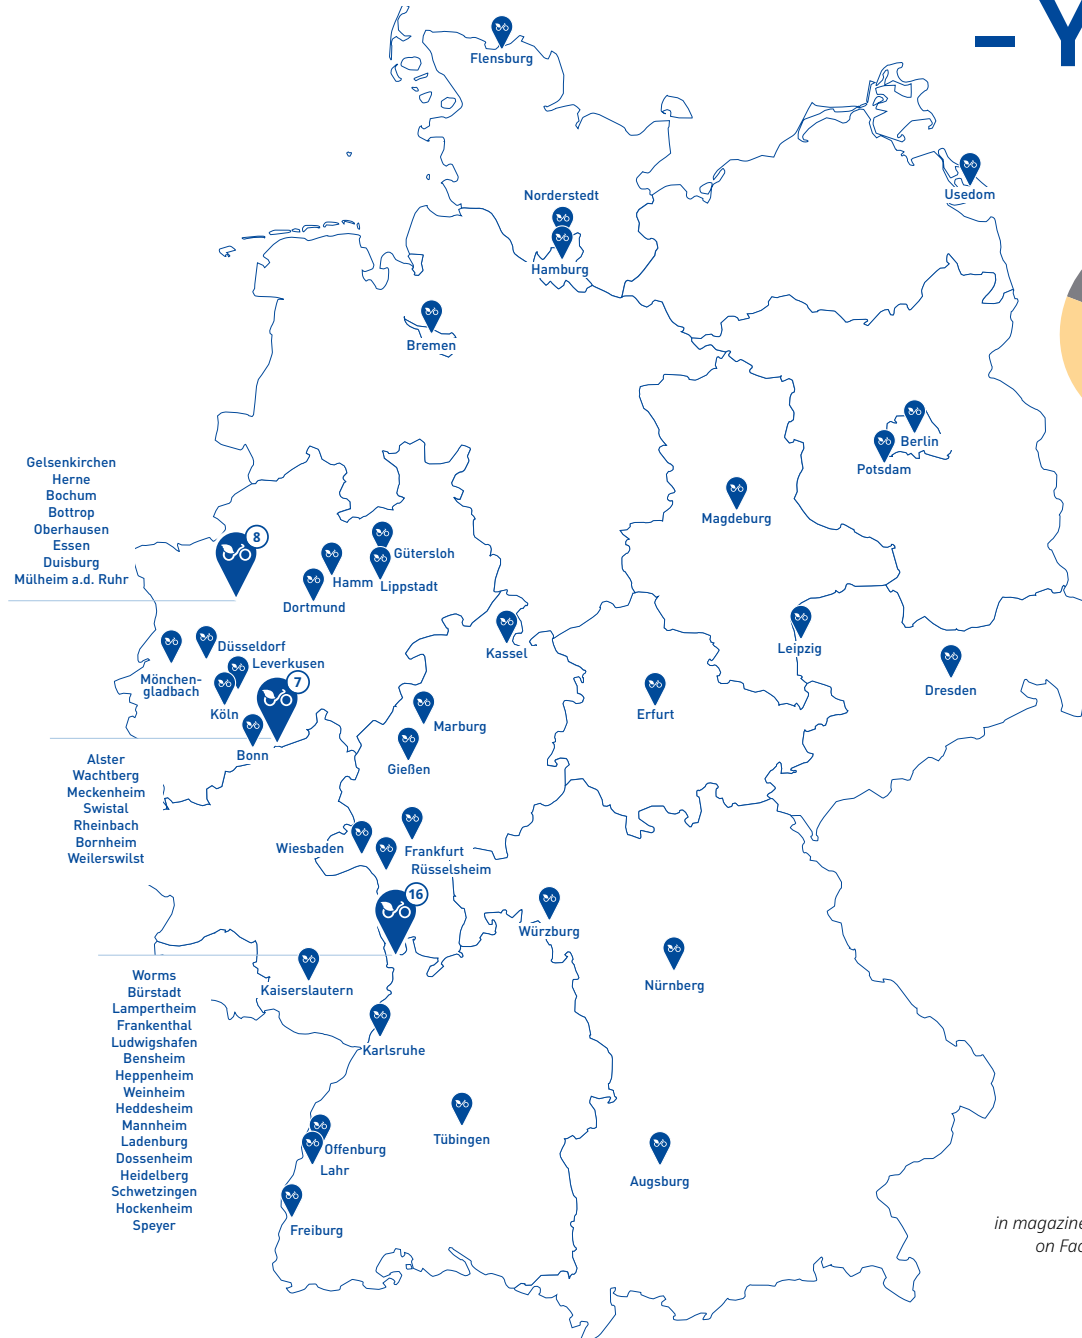 – Y
Flensburg
Usedom
Norderstedt
Hamburg
Bremen
Berlin
Potsdam
Magdeburg
Gelsenkirchen
Herne
Bochum
Bottrop
Oberhausen
Essen
Duisburg
Mülheim a.d. Ruhr
8
Gütersloh
Hamm
Lippstadt
Dortmund
Kassel
Leipzig
Dresden
Erfurt
Düsseldorf
Leverkusen
Mönchen-
gladbach
7
Köln
Bonn
Marburg
Gießen
Alster
Wachtberg
Meckenheim
Swistal
Rheinbach
Bornheim
Weilerswilst
Wiesbaden
Frankfurt
Rüsselsheim
16
Würzburg
Nürnberg
Kaiserslautern
Karlsruhe
Worms
Bürstadt
Lampertheim
Frankenthal
Ludwigshafen
Bensheim
Heppenheim
Weinheim
Heddesheim
Mannheim
Ladenburg
Dossenheim
Heidelberg
Schwetzingen
Hockenheim
Speyer
Tübingen
Offenburg
Lahr
Augsburg
Freiburg
in magazine
on Fac